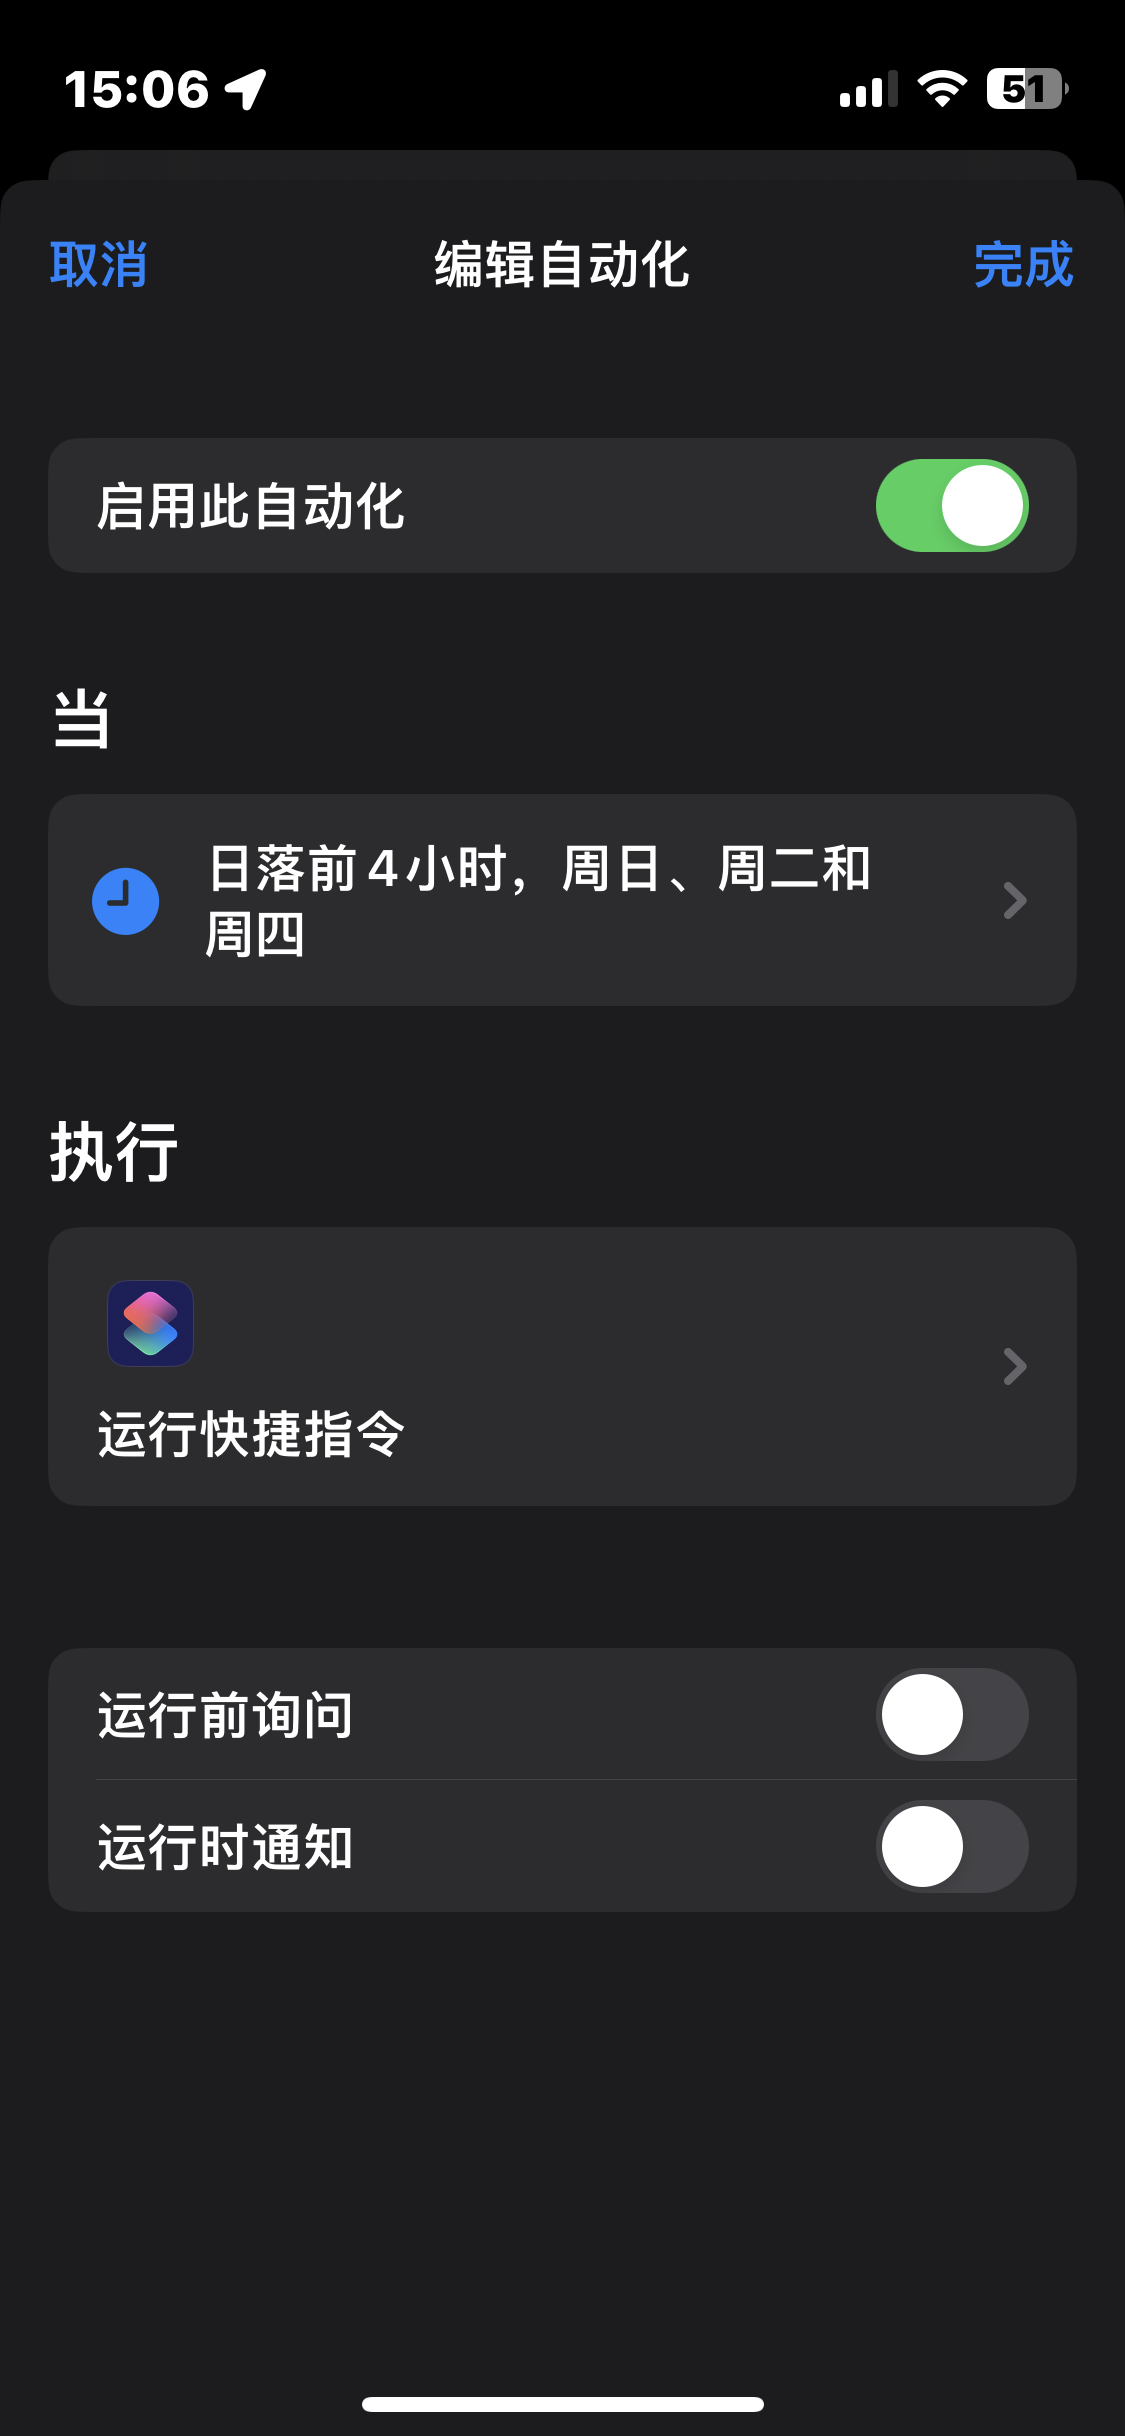 15:06
51
取消
编辑自动化
完成
启用此自动化
当
日落前 4 小时，周日、周二和
周四
执行
运行快捷指令
运行前询问
运行时通知